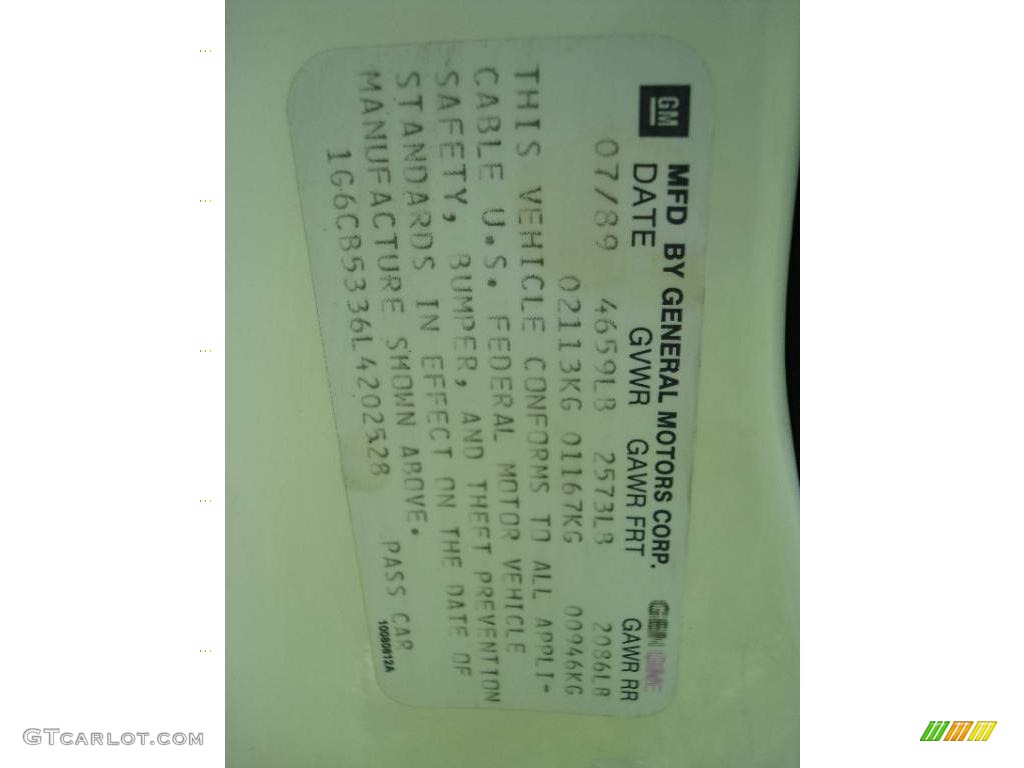 GM MFD BY GENERAL MOTORS CORP.
DATE GVWR GAWR FRT GAWR RR
07/89 4659LB 2573LB 2086LB
02113KG 01167KG 00946KG
THIS VEHICLE CONFORMS TO ALL APPLI-
CABLE U.S. FEDERAL MOTOR VEHICLE
SAFETY, BUMPER, AND THEFT PREVENTION
STANDARDS IN EFFECT ON THE DATE OF
MANUFACTURE SHOWN ABOVE.
1G6CB5336L4202528 PASS CAR
10080812A
GTCARLOT.COM